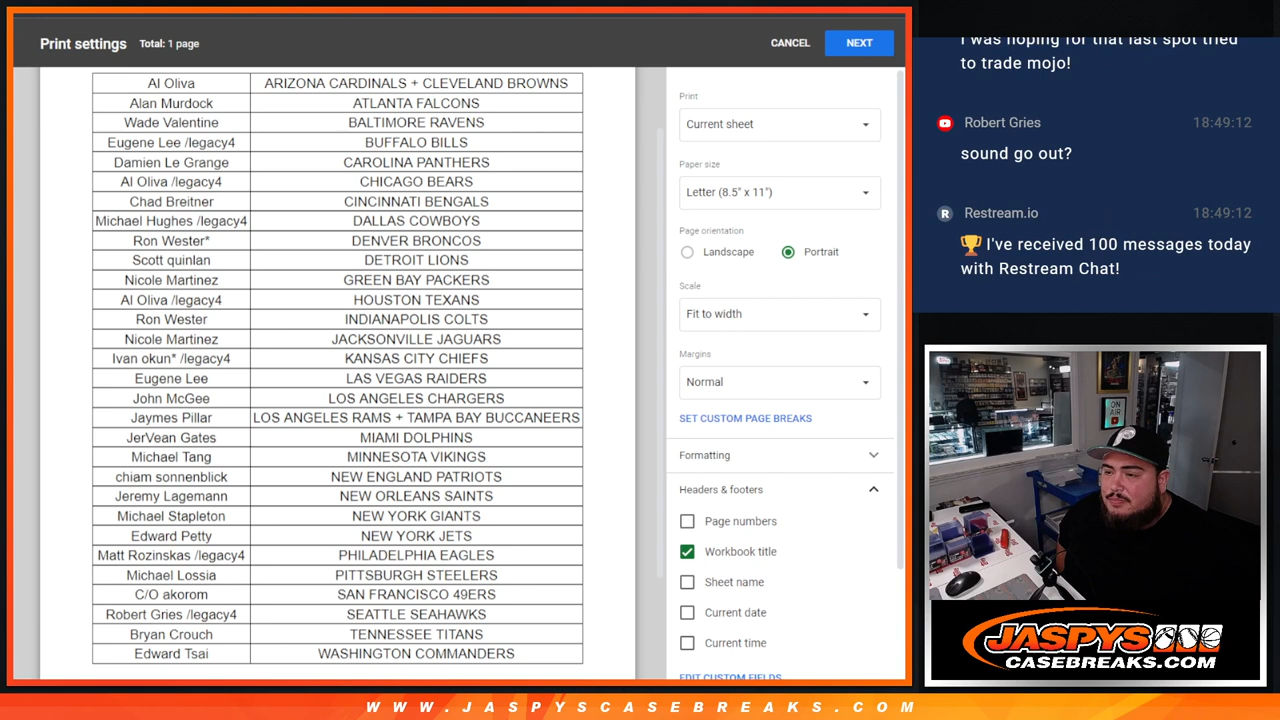 Print settings
Total: 1 page
CANCEL
NEXT
Al Oliva ARIZONA CARDINALS + CLEVELAND BROWNS
Alan Murdock ATLANTA FALCONS
Wade Valentine BALTIMORE RAVENS
Eugene Lee /legacy4 BUFFALO BILLS
Damien Le Grange CAROLINA PANTHERS
Al Oliva /legacy4 CHICAGO BEARS
Chad Breitner CINCINNATI BENGALS
Michael Hughes /legacy4 DALLAS COWBOYS
Ron Wester* DENVER BRONCOS
Scott quinlan DETROIT LIONS
Nicole Martinez GREEN BAY PACKERS
Al Oliva /legacy4 HOUSTON TEXANS
Ron Wester INDIANAPOLIS COLTS
Nicole Martinez JACKSONVILLE JAGUARS
Ivan okun* /legacy4 KANSAS CITY CHIEFS
Eugene Lee LAS VEGAS RAIDERS
John McGee LOS ANGELES CHARGERS
Jaymes Pillar LOS ANGELES RAMS + TAMPA BAY BUCCANEERS
JerVean Gates MIAMI DOLPHINS
Michael Tang MINNESOTA VIKINGS
chiam sonnenblick NEW ENGLAND PATRIOTS
Jeremy Lagemann NEW ORLEANS SAINTS
Michael Stapleton NEW YORK GIANTS
Edward Petty NEW YORK JETS
Matt Rozinskas /legacy4 PHILADELPHIA EAGLES
Michael Lossia PITTSBURGH STEELERS
C/O akorom SAN FRANCISCO 49ERS
Robert Gries /legacy4 SEATTLE SEAHAWKS
Bryan Crouch TENNESSEE TITANS
Edward Tsai WASHINGTON COMMANDERS
Print
Current sheet
Paper size
Letter (8.5" x 11")
Page orientation
Landscape
Portrait
Scale
Fit to width
Margins
Normal
SET CUSTOM PAGE BREAKS
Formatting
Headers & footers
Page numbers
Workbook title
Sheet name
Current date
Current time
EDIT CUSTOM FIELDS
I was hoping for that last spot tried
to trade mojo!
Robert Gries 18:49:12
sound go out?
Restream.io 18:49:12
🏆 I've received 100 messages today
with Restream Chat!
ON
AIR
JASPYS
CASEBREAKS.COM
WWW.JASPYSCASEBREAKS.COM